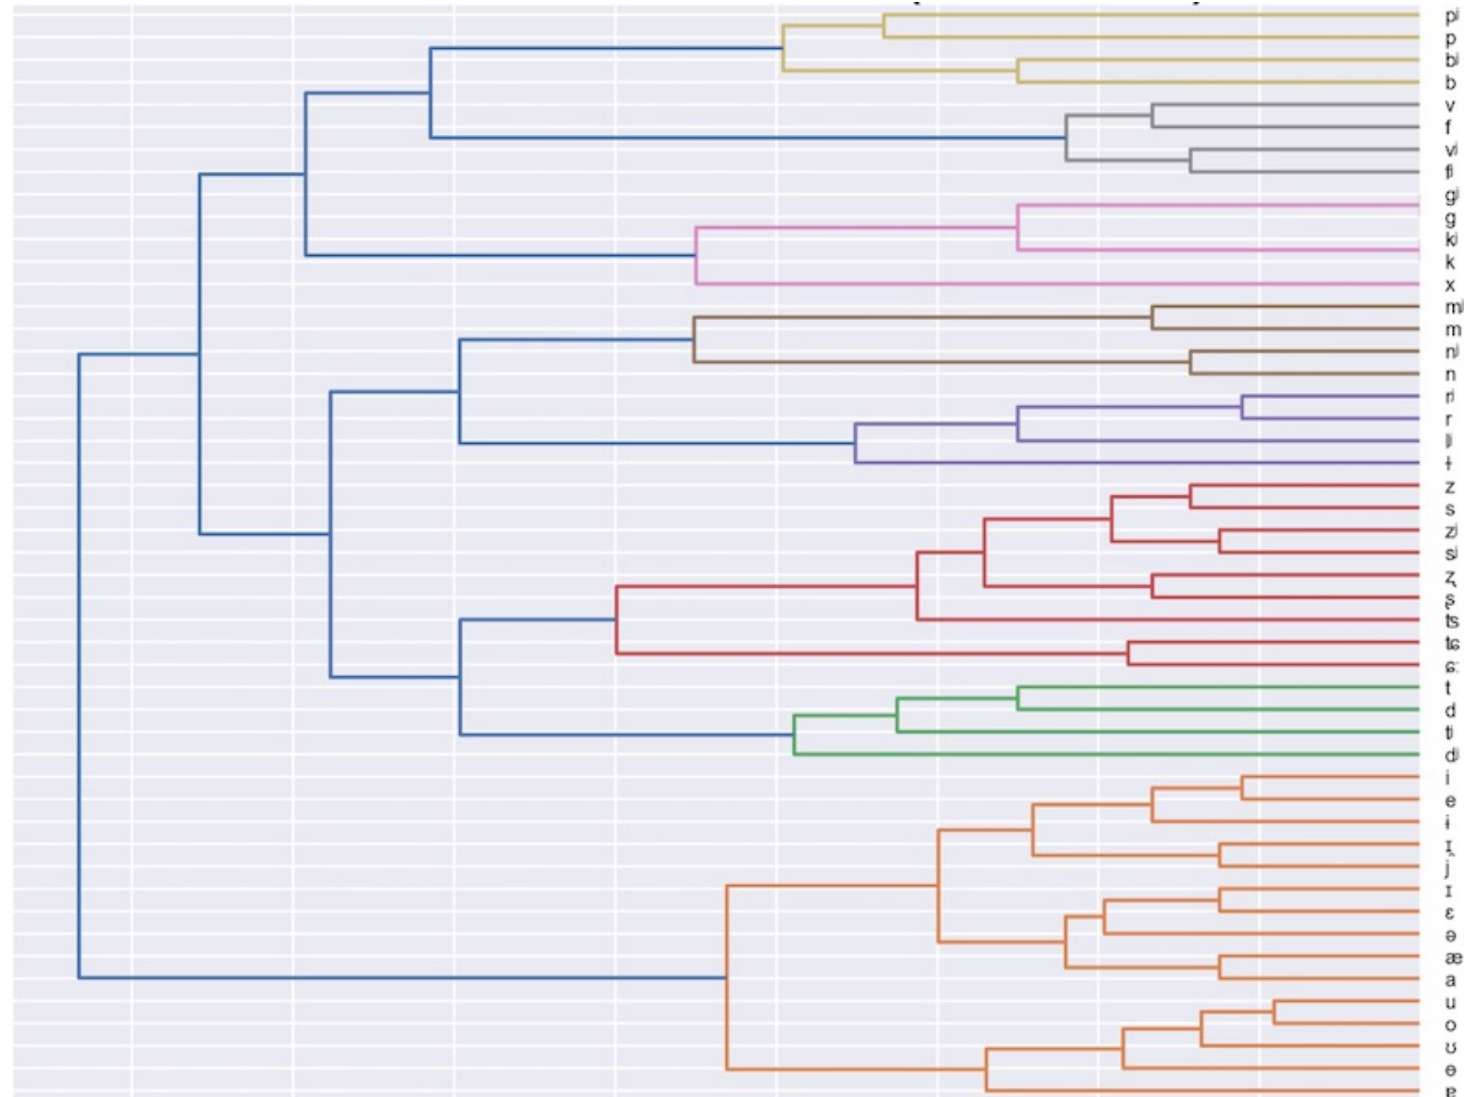 pʲ
p
bʲ
b
v
f
vʲ
fʲ
gʲ
g
kʲ
k
x
mʲ
m
nʲ
n
rʲ
r
lʲ
ɫ
z
s
zʲ
sʲ
ʐ
ʂ
ts
tɕ
ɕː
t
d
tʲ
dʲ
i
e
ɨ
ɪ̠
j
ɪ
ɛ
ə
æ
a
u
o
ʊ
ɵ
ɐ